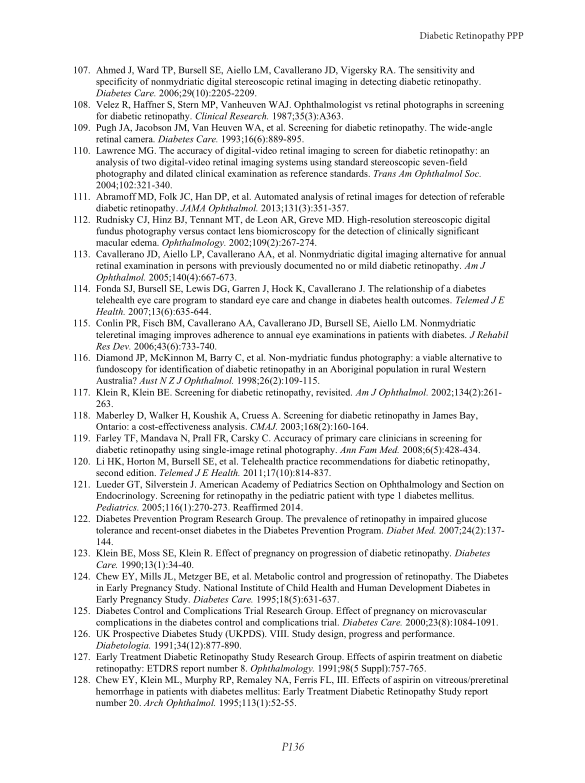 Diabetic Retinopathy PPP
107. Ahmed J, Ward TP, Bursell SE, Aiello LM, Cavallerano JD, Vigersky RA. The sensitivity and
specificity of nonmydriatic digital stereoscopic retinal imaging in detecting diabetic retinopathy.
Diabetes Care. 2006;29(10):2205-2209.
108. Velez R, Haffner S, Stern MP, Vanheuven WAJ. Ophthalmologist vs retinal photographs in screening
for diabetic retinopathy. Clinical Research. 1987;35(3):A363.
109. Pugh JA, Jacobson JM, Van Heuven WA, et al. Screening for diabetic retinopathy. The wide-angle
retinal camera. Diabetes Care. 1993;16(6):889-895.
110. Lawrence MG. The accuracy of digital-video retinal imaging to screen for diabetic retinopathy: an
analysis of two digital-video retinal imaging systems using standard stereoscopic seven-field
photography and dilated clinical examination as reference standards. Trans Am Ophthalmol Soc.
2004;102:321-340.
111. Abramoff MD, Folk JC, Han DP, et al. Automated analysis of retinal images for detection of referable
diabetic retinopathy. JAMA Ophthalmol. 2013;131(3):351-357.
112. Rudnisky CJ, Hinz BJ, Tennant MT, de Leon AR, Greve MD. High-resolution stereoscopic digital
fundus photography versus contact lens biomicroscopy for the detection of clinically significant
macular edema. Ophthalmology. 2002;109(2):267-274.
113. Cavallerano JD, Aiello LP, Cavallerano AA, et al. Nonmydriatic digital imaging alternative for annual
retinal examination in persons with previously documented no or mild diabetic retinopathy. Am J
Ophthalmol. 2005;140(4):667-673.
114. Fonda SJ, Bursell SE, Lewis DG, Garren J, Hock K, Cavallerano J. The relationship of a diabetes
telehealth eye care program to standard eye care and change in diabetes health outcomes. Telemed J E
Health. 2007;13(6):635-644.
115. Conlin PR, Fisch BM, Cavallerano AA, Cavallerano JD, Bursell SE, Aiello LM. Nonmydriatic
teleretinal imaging improves adherence to annual eye examinations in patients with diabetes. J Rehabil
Res Dev. 2006;43(6):733-740.
116. Diamond JP, McKinnon M, Barry C, et al. Non-mydriatic fundus photography: a viable alternative to
fundoscopy for identification of diabetic retinopathy in an Aboriginal population in rural Western
Australia? Aust N Z J Ophthalmol. 1998;26(2):109-115.
117. Klein R, Klein BE. Screening for diabetic retinopathy, revisited. Am J Ophthalmol. 2002;134(2):261-
263.
118. Maberley D, Walker H, Koushik A, Cruess A. Screening for diabetic retinopathy in James Bay,
Ontario: a cost-effectiveness analysis. CMAJ. 2003;168(2):160-164.
119. Farley TF, Mandava N, Prall FR, Carsky C. Accuracy of primary care clinicians in screening for
diabetic retinopathy using single-image retinal photography. Ann Fam Med. 2008;6(5):428-434.
120. Li HK, Horton M, Bursell SE, et al. Telehealth practice recommendations for diabetic retinopathy,
second edition. Telemed J E Health. 2011;17(10):814-837.
121. Lueder GT, Silverstein J. American Academy of Pediatrics Section on Ophthalmology and Section on
Endocrinology. Screening for retinopathy in the pediatric patient with type 1 diabetes mellitus.
Pediatrics. 2005;116(1):270-273. Reaffirmed 2014.
122. Diabetes Prevention Program Research Group. The prevalence of retinopathy in impaired glucose
tolerance and recent-onset diabetes in the Diabetes Prevention Program. Diabet Med. 2007;24(2):137-
144.
123. Klein BE, Moss SE, Klein R. Effect of pregnancy on progression of diabetic retinopathy. Diabetes
Care. 1990;13(1):34-40.
124. Chew EY, Mills JL, Metzger BE, et al. Metabolic control and progression of retinopathy. The Diabetes
in Early Pregnancy Study. National Institute of Child Health and Human Development Diabetes in
Early Pregnancy Study. Diabetes Care. 1995;18(5):631-637.
125. Diabetes Control and Complications Trial Research Group. Effect of pregnancy on microvascular
complications in the diabetes control and complications trial. Diabetes Care. 2000;23(8):1084-1091.
126. UK Prospective Diabetes Study (UKPDS). VIII. Study design, progress and performance.
Diabetologia. 1991;34(12):877-890.
127. Early Treatment Diabetic Retinopathy Study Research Group. Effects of aspirin treatment on diabetic
retinopathy: ETDRS report number 8. Ophthalmology. 1991;98(5 Suppl):757-765.
128. Chew EY, Klein ML, Murphy RP, Remaley NA, Ferris FL, III. Effects of aspirin on vitreous/preretinal
hemorrhage in patients with diabetes mellitus: Early Treatment Diabetic Retinopathy Study report
number 20. Arch Ophthalmol. 1995;113(1):52-55.
P136